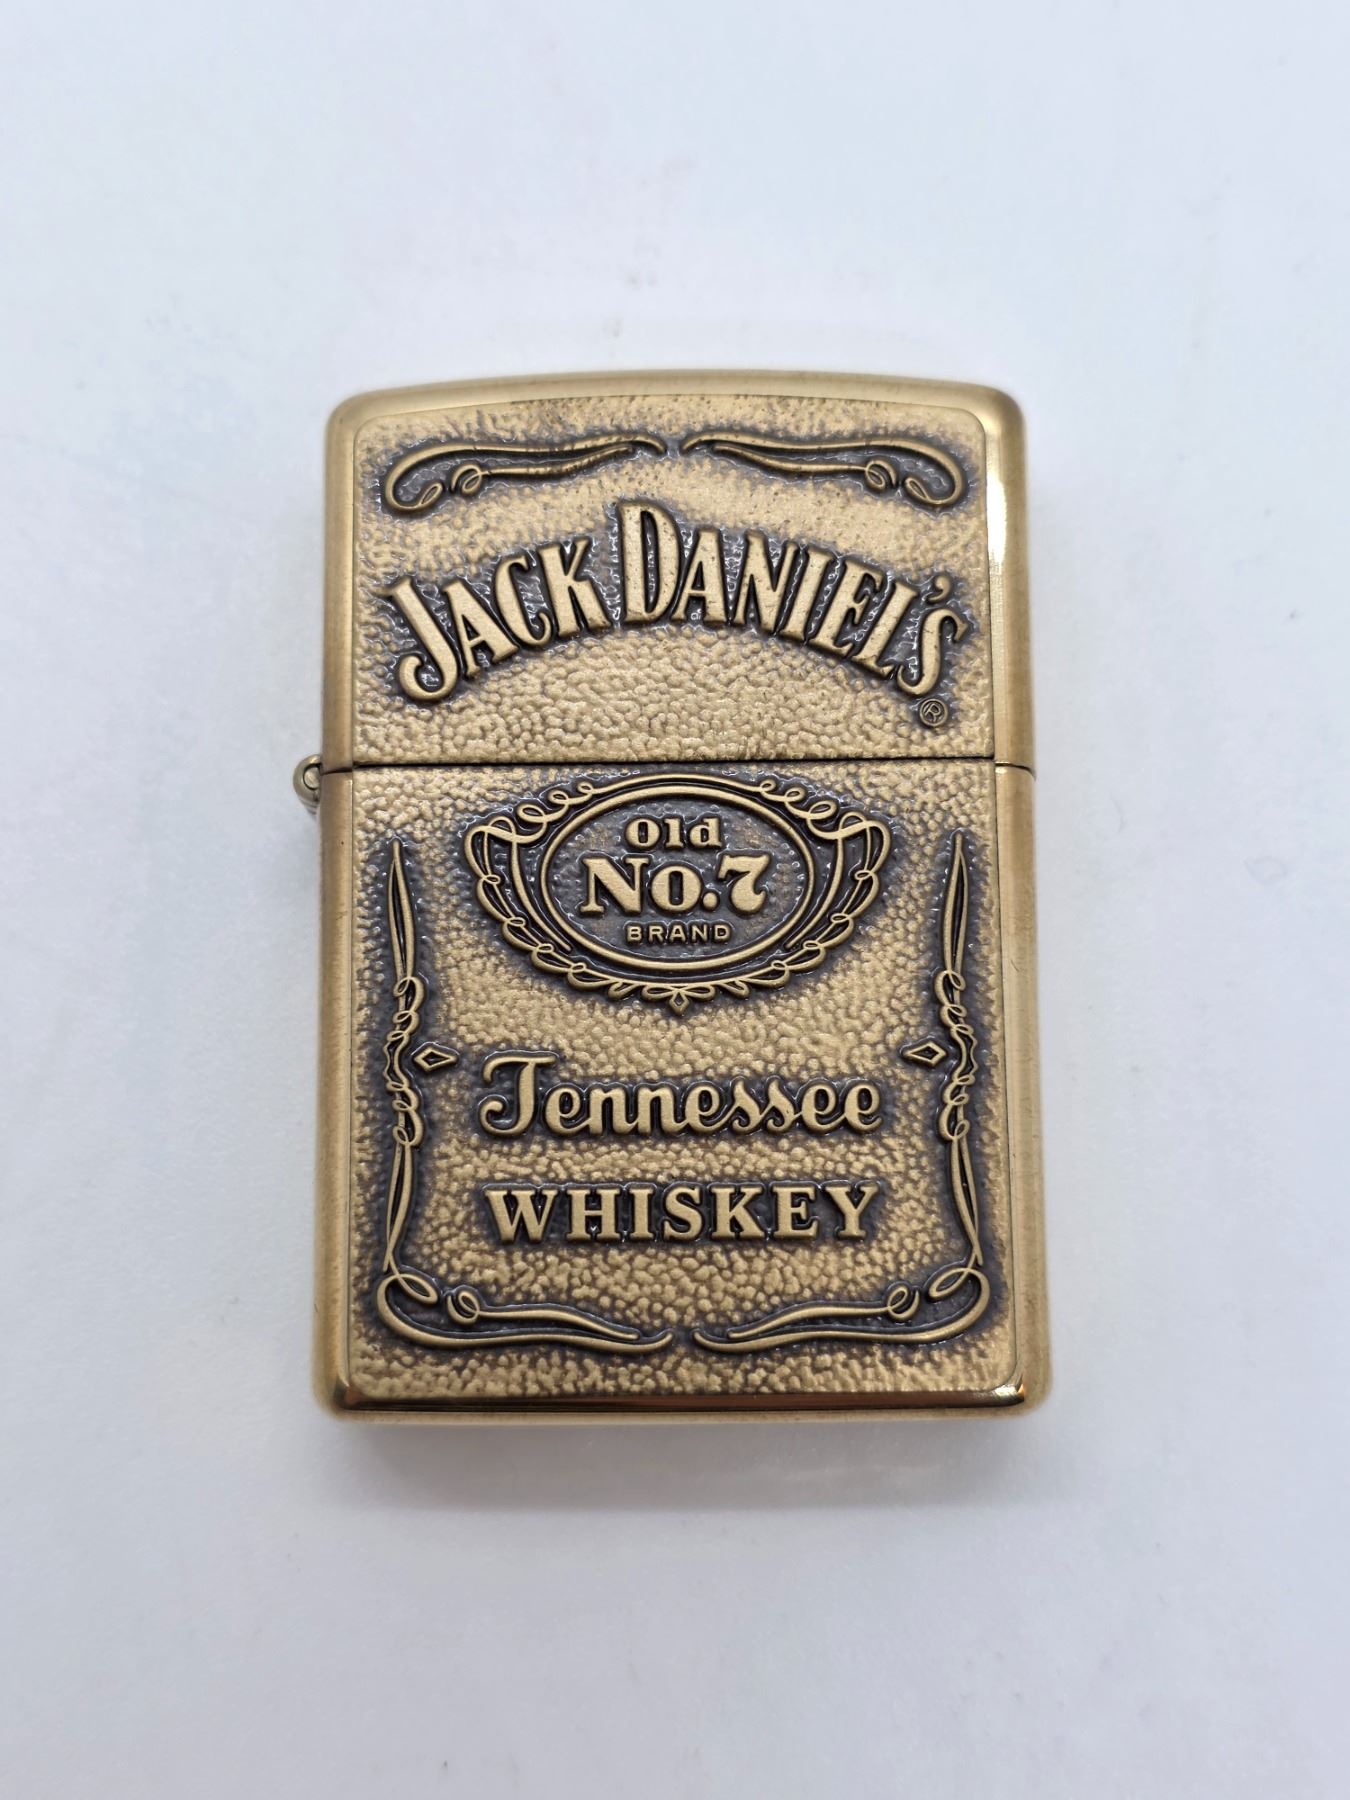 JACK DANIEL'S
®
Old
No.7
BRAND
Tennessee
WHISKEY